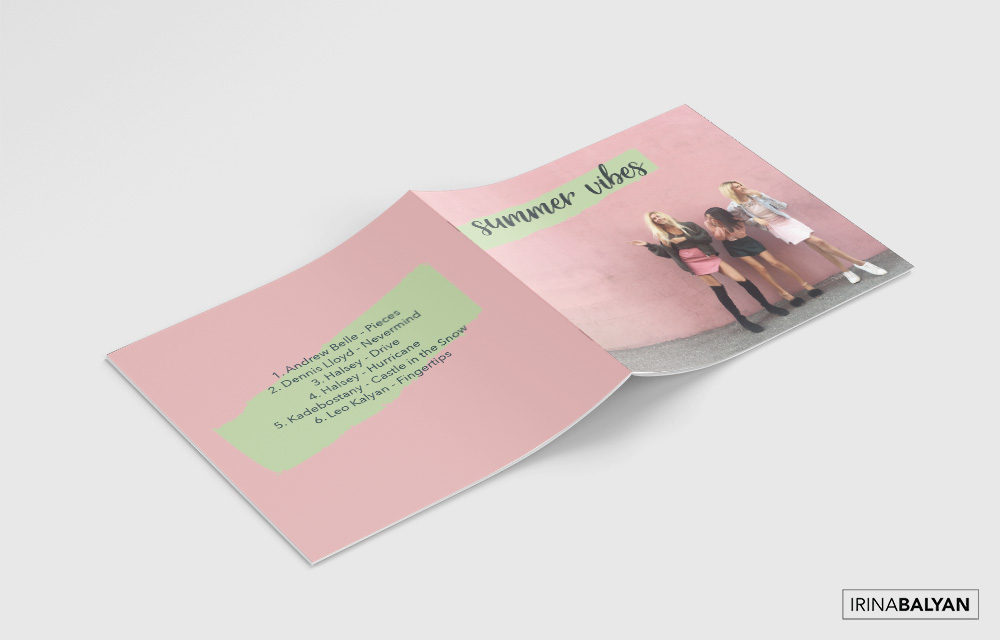 summer vibes
1. Andrew Belle - Pieces
2. Dennis Lloyd - Nevermind
3. Halsey - Drive
4. Halsey - Hurricane
5. Kadebostany - Castle in the Snow
6. Leo Kalyan - Fingertips
IRINABALYAN